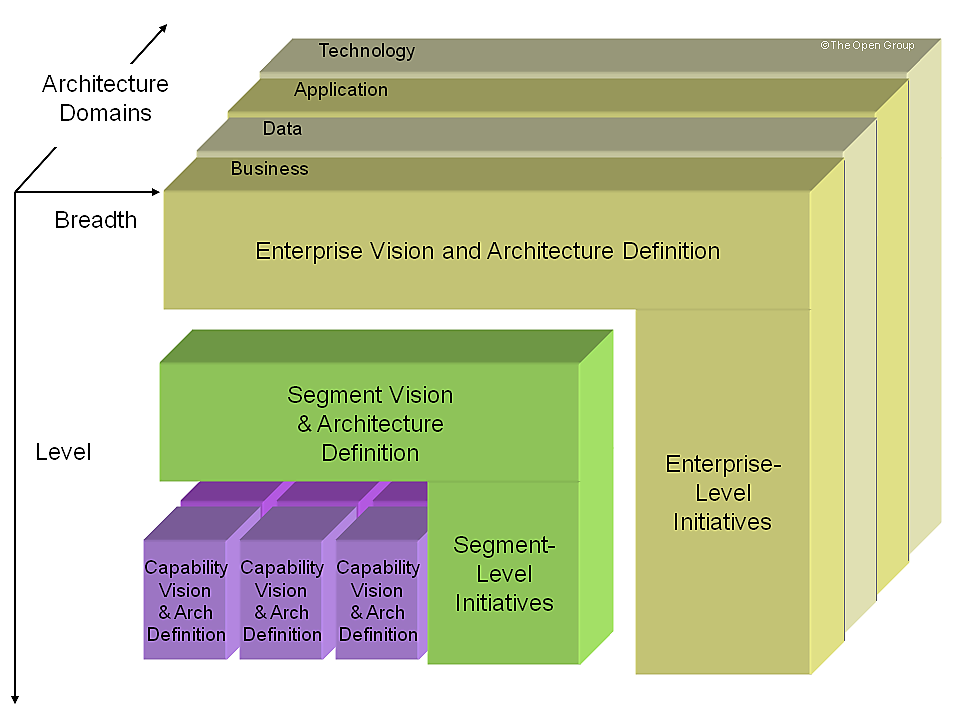 ©The Open Group
Technology
Architecture
Domains
Application
Data
Business
Breadth
Enterprise Vision and Architecture Definition
Segment Vision
& Architecture
Definition
Level
Enterprise-
Level
Initiatives
Segment-
Level
Initiatives
Capability
Vision
& Arch
Definition
Capability
Vision
& Arch
Definition
Capability
Vision
& Arch
Definition